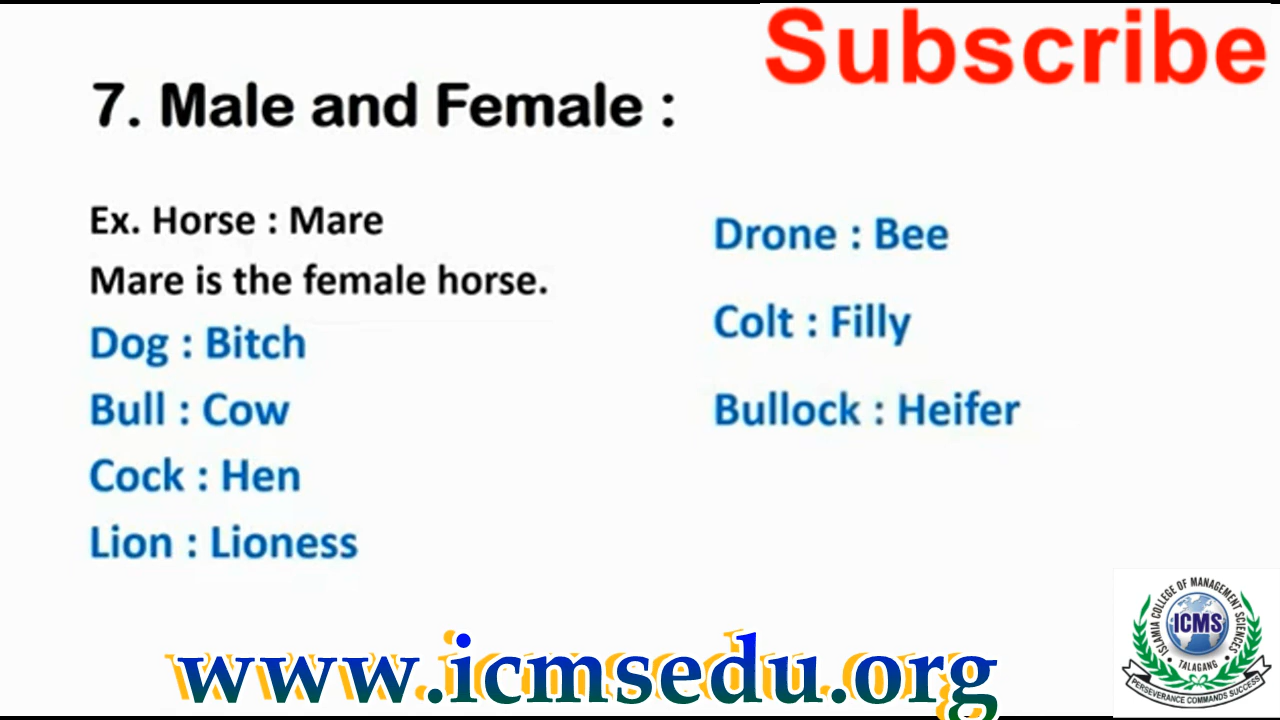 Subscribe
7. Male and Female :
Ex. Horse : Mare
Mare is the female horse.
Dog : Bitch
Bull : Cow
Cock : Hen
Lion : Lioness
Drone : Bee
Colt : Filly
Bullock : Heifer
www.icmsedu.org
ISLAMIA COLLEGE OF MANAGEMENT SCIENCES
ICMS
TALAGANG
PERSEVERANCE COMMANDS SUCCESS